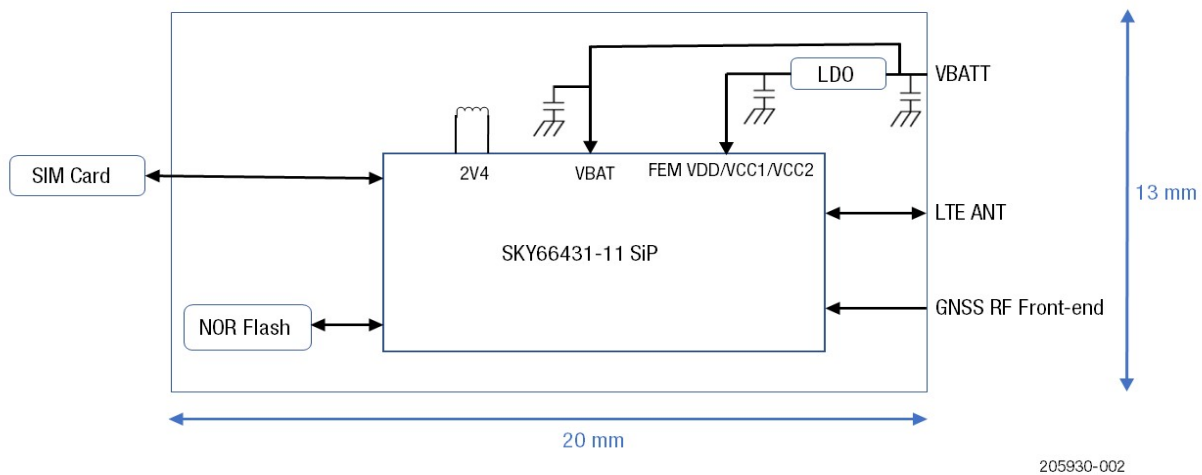 VBATT
LDO
2V4
VBAT
FEM VDD/VCC1/VCC2
SIM Card
13 mm
LTE ANT
SKY66431-11 SiP
GNSS RF Front-end
NOR Flash
20 mm
205930-002